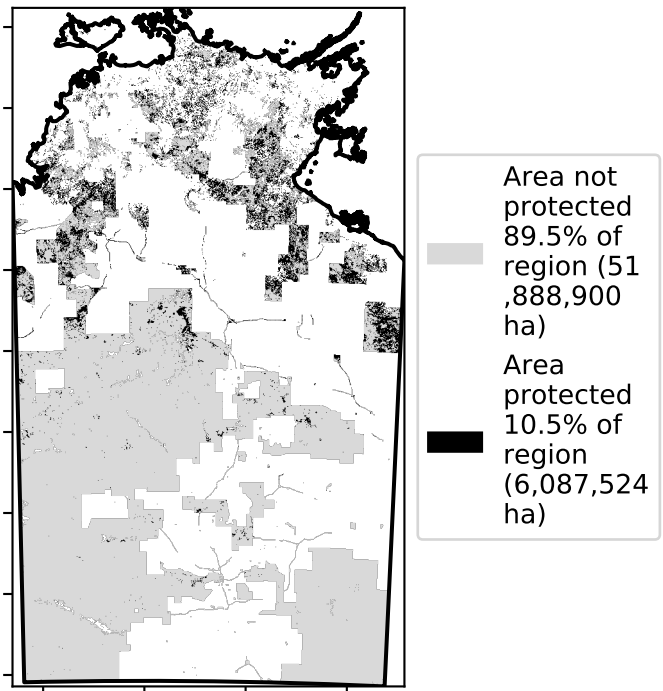 Area not
protected
89.5% of
region (51
,888,900
ha)
Area
protected
10.5% of
region
(6,087,524
ha)